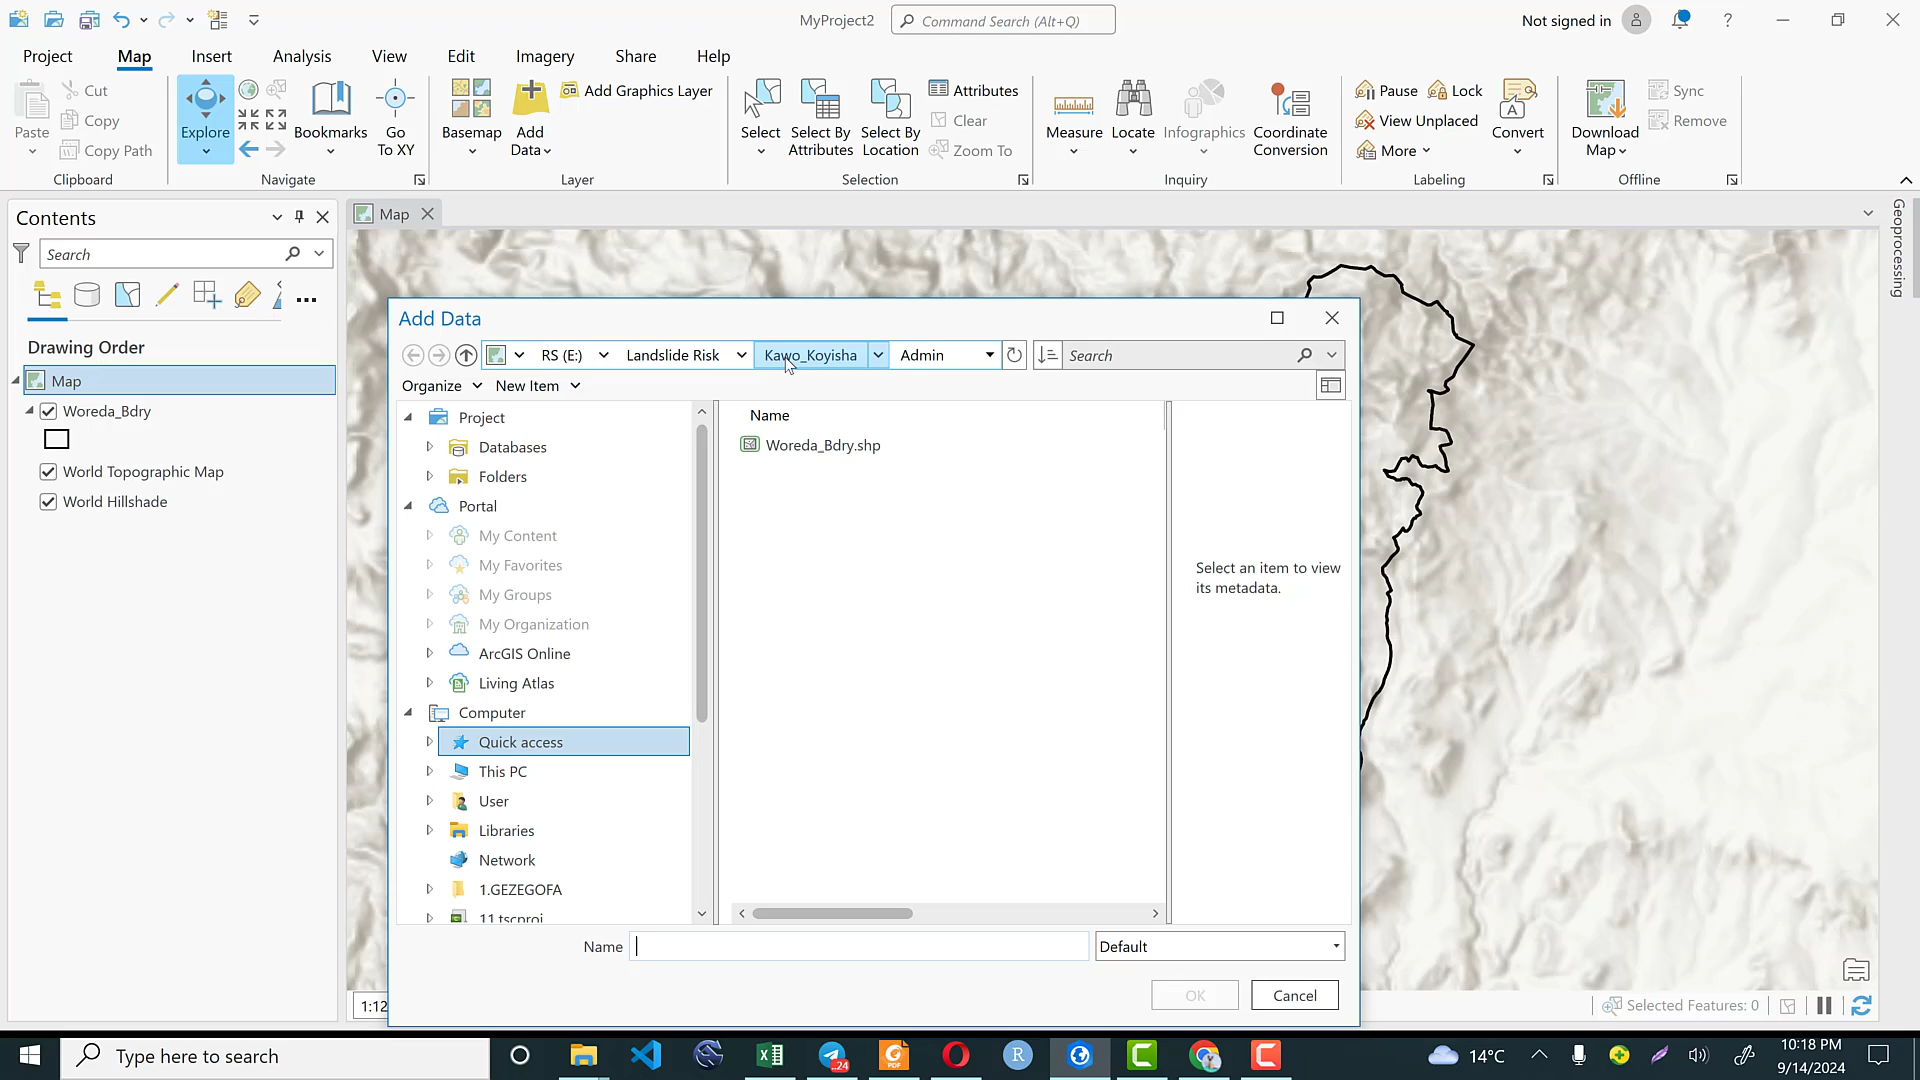 MyProject2
Command Search (Alt+Q)
Not signed in
Project Map Insert Analysis View Edit Imagery Share Help
Paste
Cut
Copy
Copy Path
Clipboard
Explore
Bookmarks
Go To XY
Navigate
Basemap
Add Data
Add Graphics Layer
Layer
Select
Select By Attributes
Select By Location
Attributes
Clear
Zoom To
Selection
Measure
Locate
Infographics
Coordinate Conversion
Inquiry
Pause
Lock
View Unplaced
More
Convert
Labeling
Download Map
Sync
Remove
Offline
Contents
Search
Drawing Order
Map
Woreda_Bdry
World Topographic Map
World Hillshade
Map
Geoprocessing
Add Data
RS (E:) Landslide Risk Kawo_Koyisha Admin
Search
Organize New Item
Project
Databases
Folders
Portal
My Content
My Favorites
My Groups
My Organization
ArcGIS Online
Living Atlas
Computer
Quick access
This PC
User
Libraries
Network
1.GEZEGOFA
11.tscproj
Name
Woreda_Bdry.shp
Select an item to view
its metadata.
Name
Default
OK
Cancel
1:12
Selected Features: 0
Type here to search
24
PDF
R
14°C
10:18 PM
9/14/2024